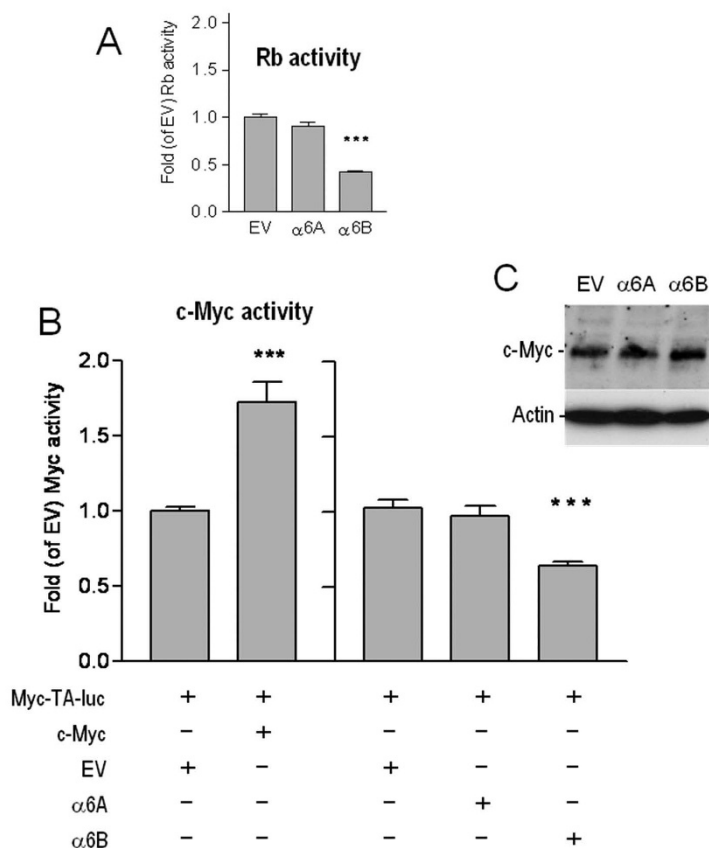 A
Rb activity
Fold (of EV) Rb activity
2.0
1.5
1.0
0.5
0.0
***
EV α6A α6B
B
c-Myc activity
Fold (of EV) Myc activity
2.0
1.5
1.0
0.5
0.0
***
***
Myc-TA-luc + + + + +
c-Myc – + – – –
EV + – + – –
α6A – – – + –
α6B – – – – +
C
EV α6A α6B
c-Myc -
Actin -